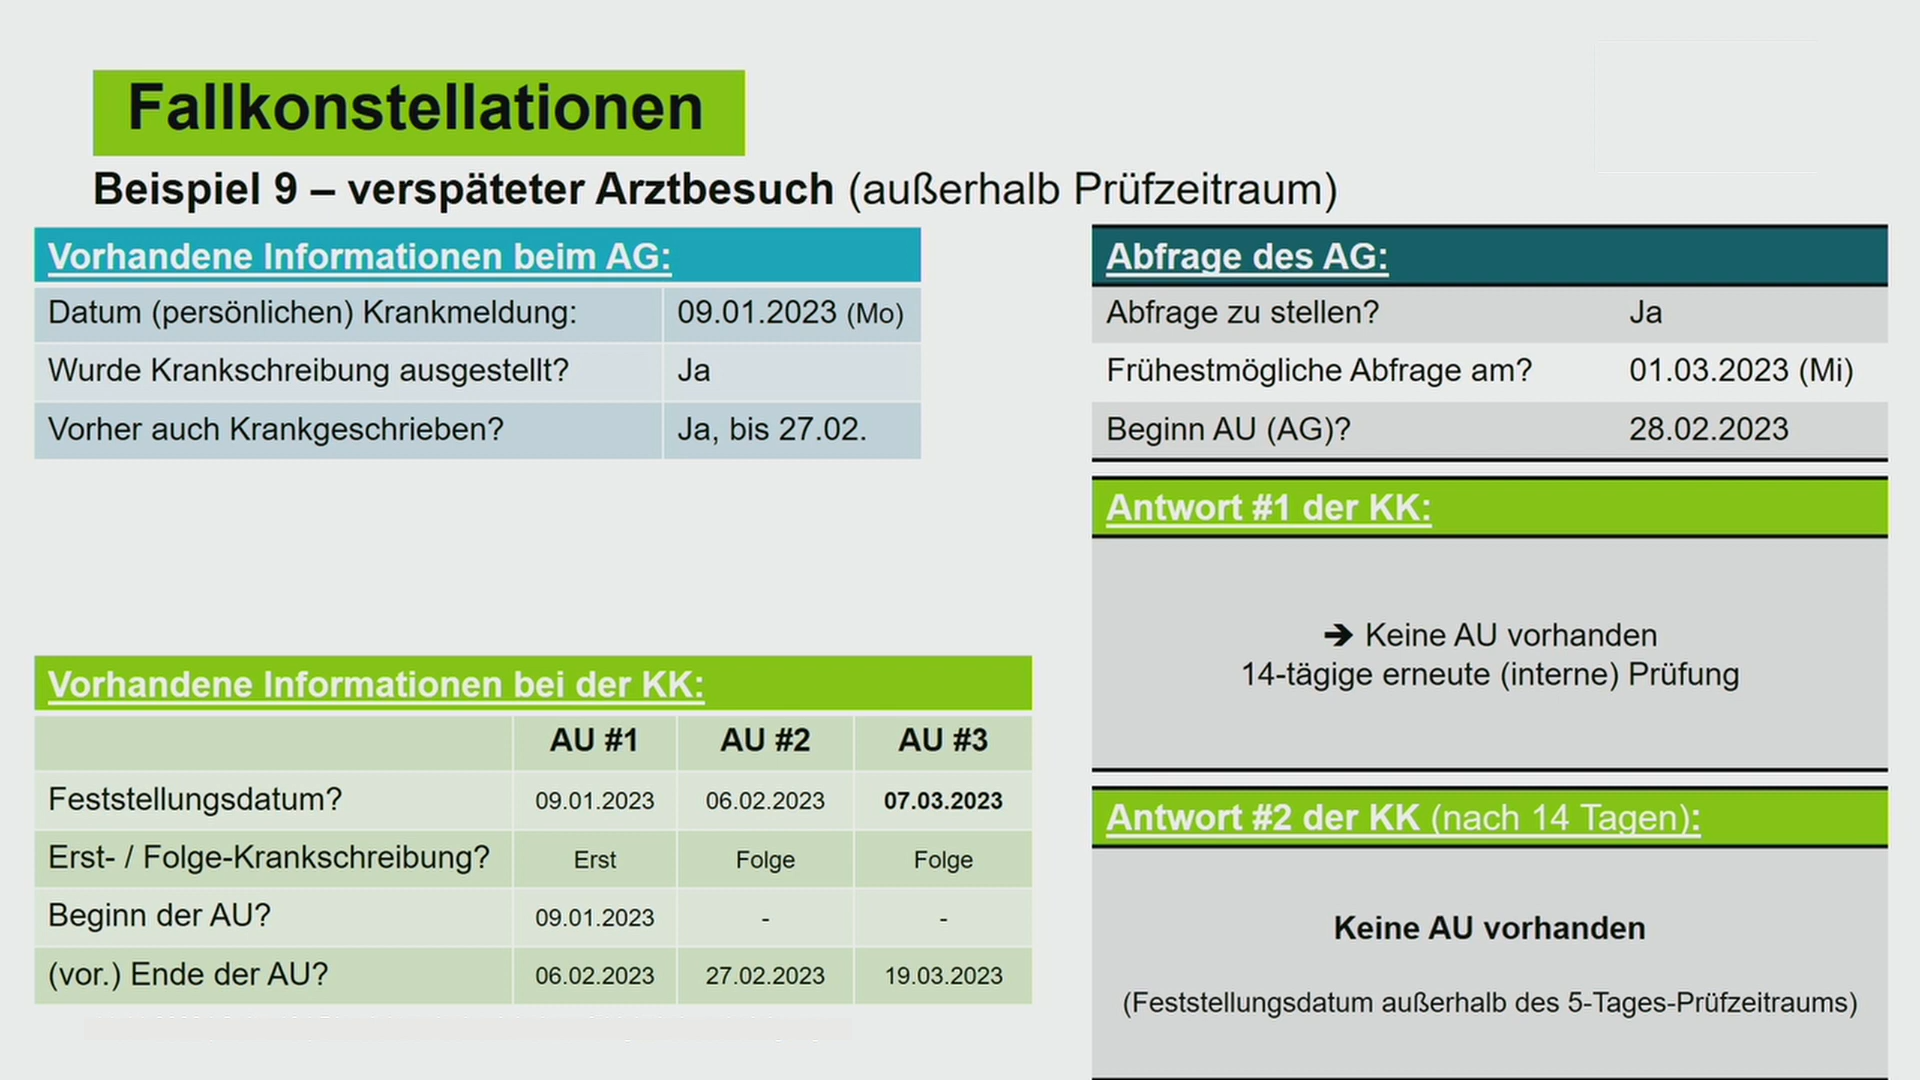 Fallkonstellationen
Beispiel 9 – verspäteter Arztbesuch (außerhalb Prüfzeitraum)
Vorhandene Informationen beim AG:
Datum (persönlichen) Krankmeldung: 09.01.2023 (Mo)
Wurde Krankschreibung ausgestellt? Ja
Vorher auch Krankgeschrieben? Ja, bis 27.02.
Vorhandene Informationen bei der KK:
AU #1 AU #2 AU #3
Feststellungsdatum? 09.01.2023 06.02.2023 07.03.2023
Erst- / Folge-Krankschreibung? Erst Folge Folge
Beginn der AU? 09.01.2023 - -
(vor.) Ende der AU? 06.02.2023 27.02.2023 19.03.2023
Abfrage des AG:
Abfrage zu stellen? Ja
Frühestmögliche Abfrage am? 01.03.2023 (Mi)
Beginn AU (AG)? 28.02.2023
Antwort #1 der KK:
➔ Keine AU vorhanden
14-tägige erneute (interne) Prüfung
Antwort #2 der KK (nach 14 Tagen):
Keine AU vorhanden
(Feststellungsdatum außerhalb des 5-Tages-Prüfzeitraums)